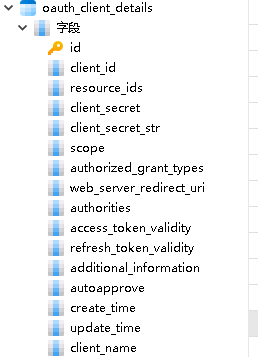 oauth_client_details
字段
id
client_id
resource_ids
client_secret
client_secret_str
scope
authorized_grant_types
web_server_redirect_uri
authorities
access_token_validity
refresh_token_validity
additional_information
autoapprove
create_time
update_time
client_name